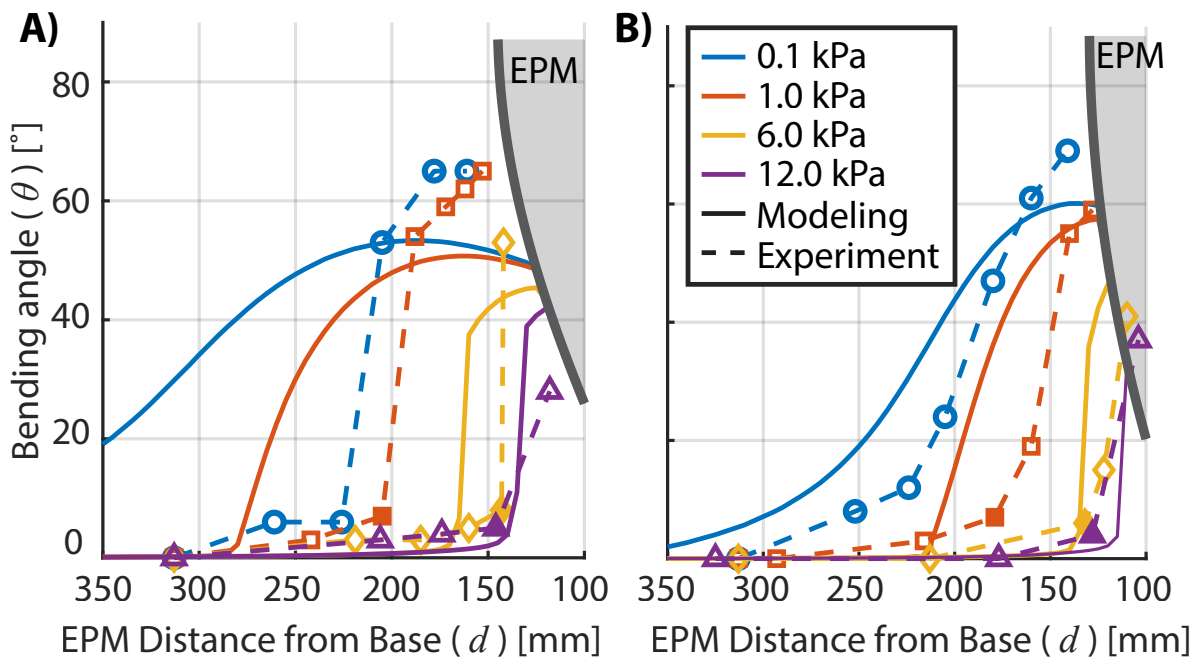 A)
EPM
80
60
40
20
0
Bending angle (θ) [°]
350 300 250 200 150 100
EPM Distance from Base (d) [mm]
B)
EPM
0.1 kPa
1.0 kPa
6.0 kPa
12.0 kPa
Modeling
Experiment
350 300 250 200 150 100
EPM Distance from Base (d) [mm]